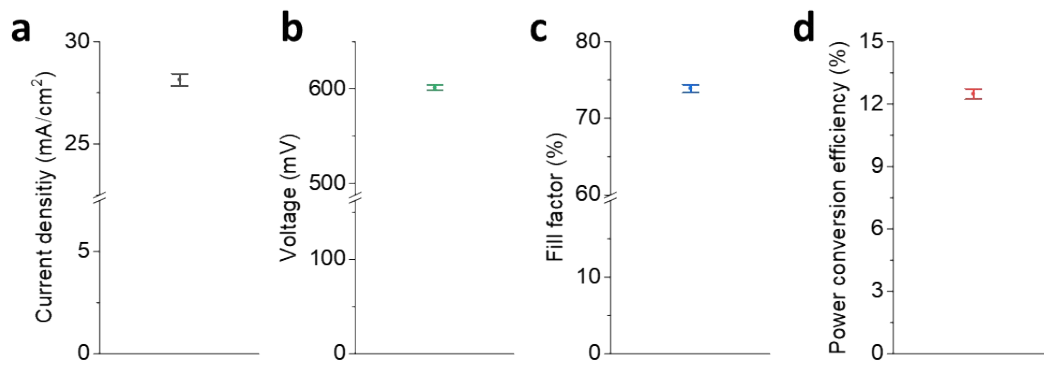 a
30
25
5
0
Current densitiy (mA/cm²)
b
600
500
100
0
Voltage (mV)
c
80
70
60
10
0
Fill factor (%)
d
15
12
9
6
3
0
Power conversion efficiency (%)